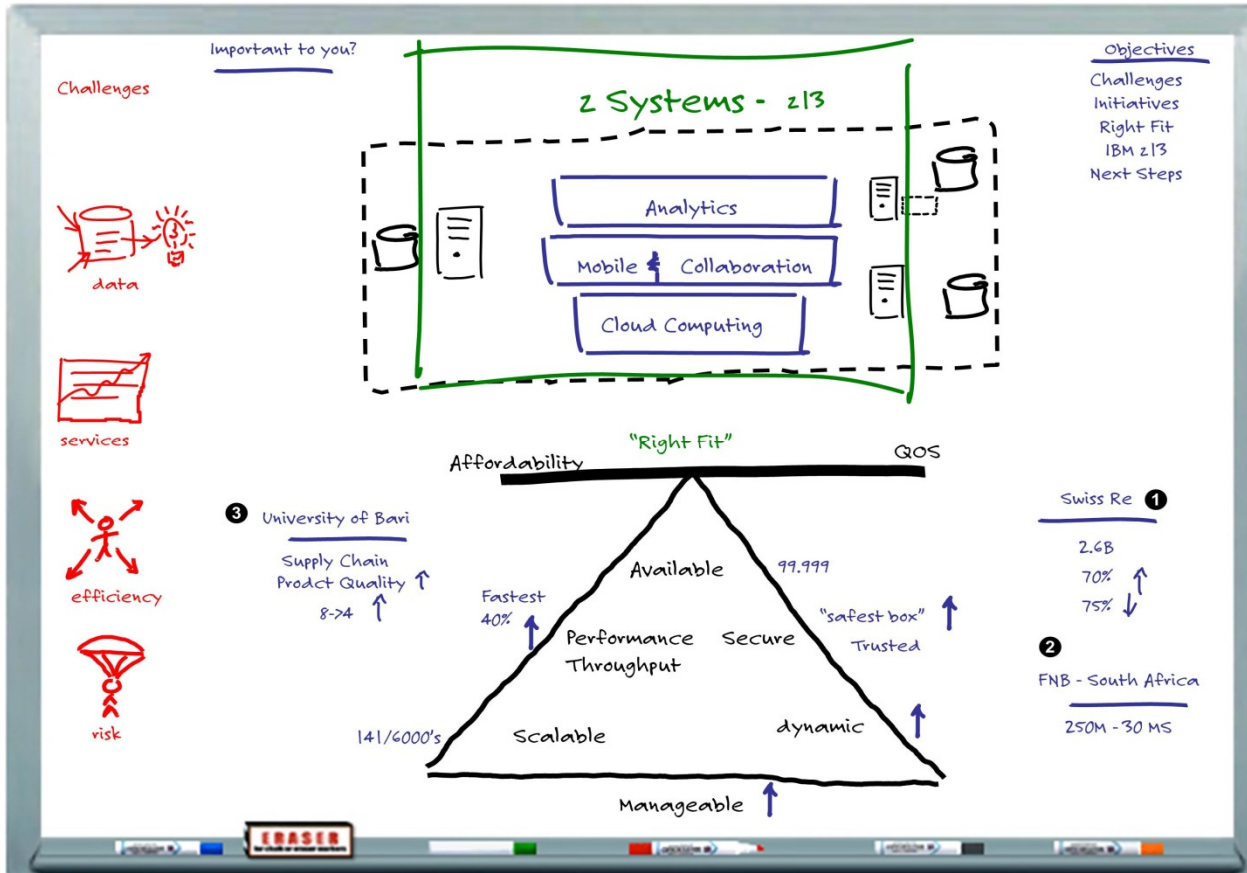 Important to you?
Objectives
Challenges
Initiatives
Right Fit
IBM z13
Next Steps
Challenges
data
services
efficiency
risk
z Systems - z13
Analytics
Mobile & Collaboration
Cloud Computing
"Right Fit"
Affordability
QOS
Available
Performance
Throughput
Secure
Scalable
dynamic
Manageable
99.999
"safest box"
Trusted
Fastest
40%
141/6000's
1
Swiss Re
2.6B
70%
75%
2
FNB - South Africa
250M - 30 MS
3
University of Bari
Supply Chain
Prodct Quality
8->4
ERASER